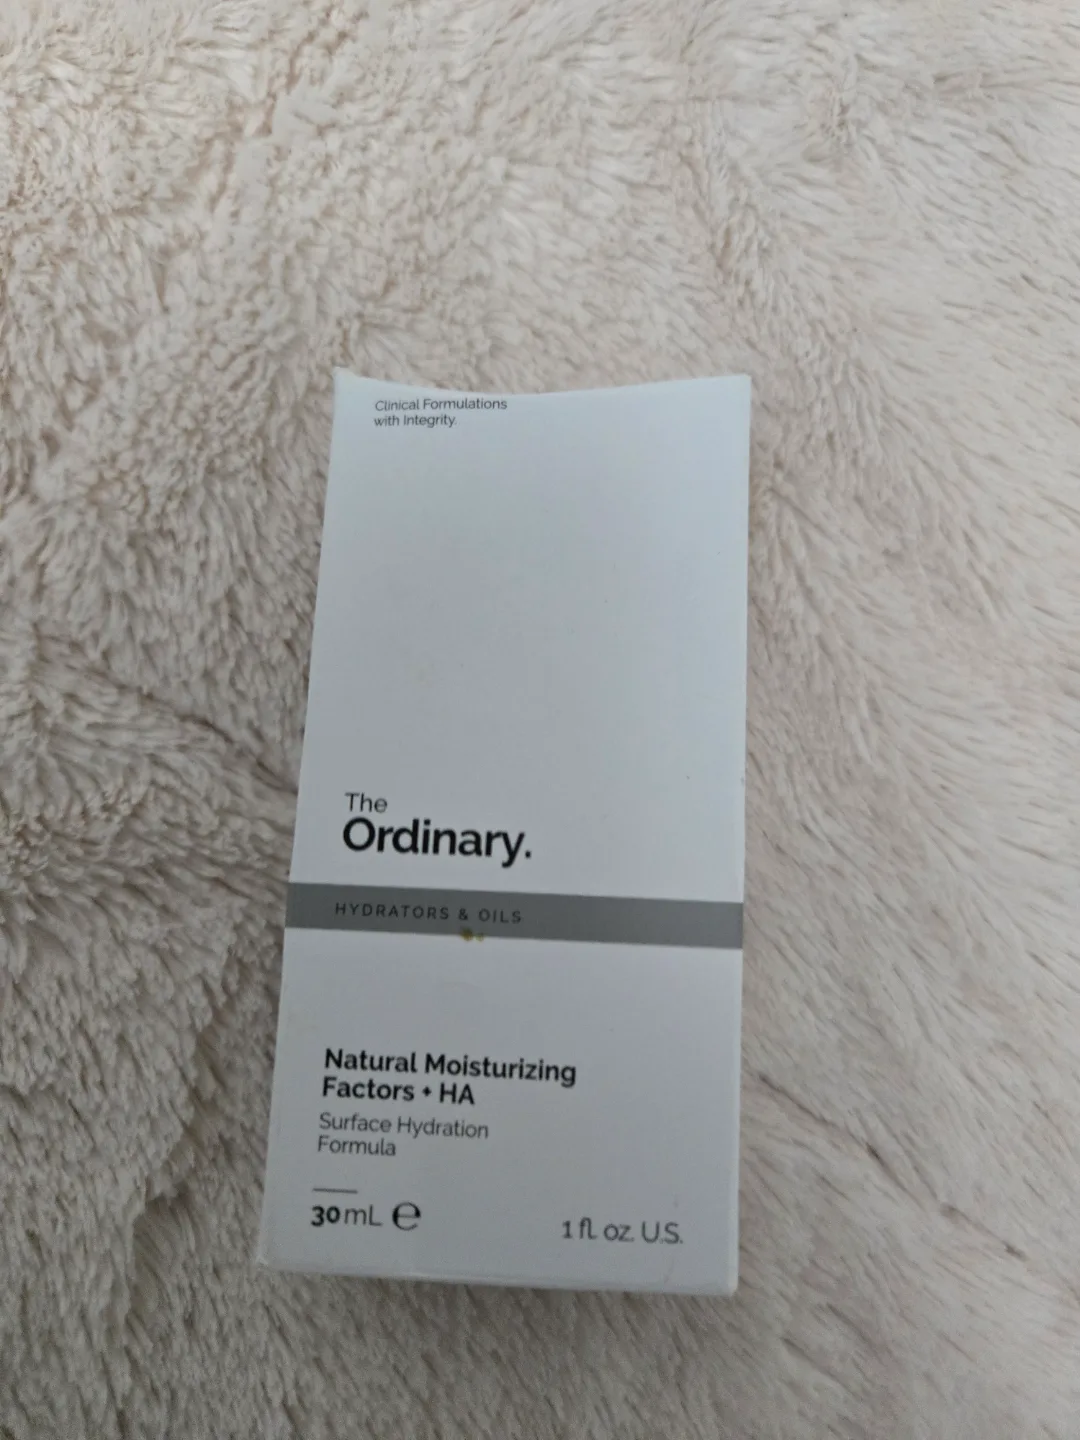 Clinical Formulations
with Integrity.
The
Ordinary.
HYDRATORS & OILS
Natural Moisturizing
Factors + HA
Surface Hydration
Formula
30 mL ℮
1 fl. oz. U.S.